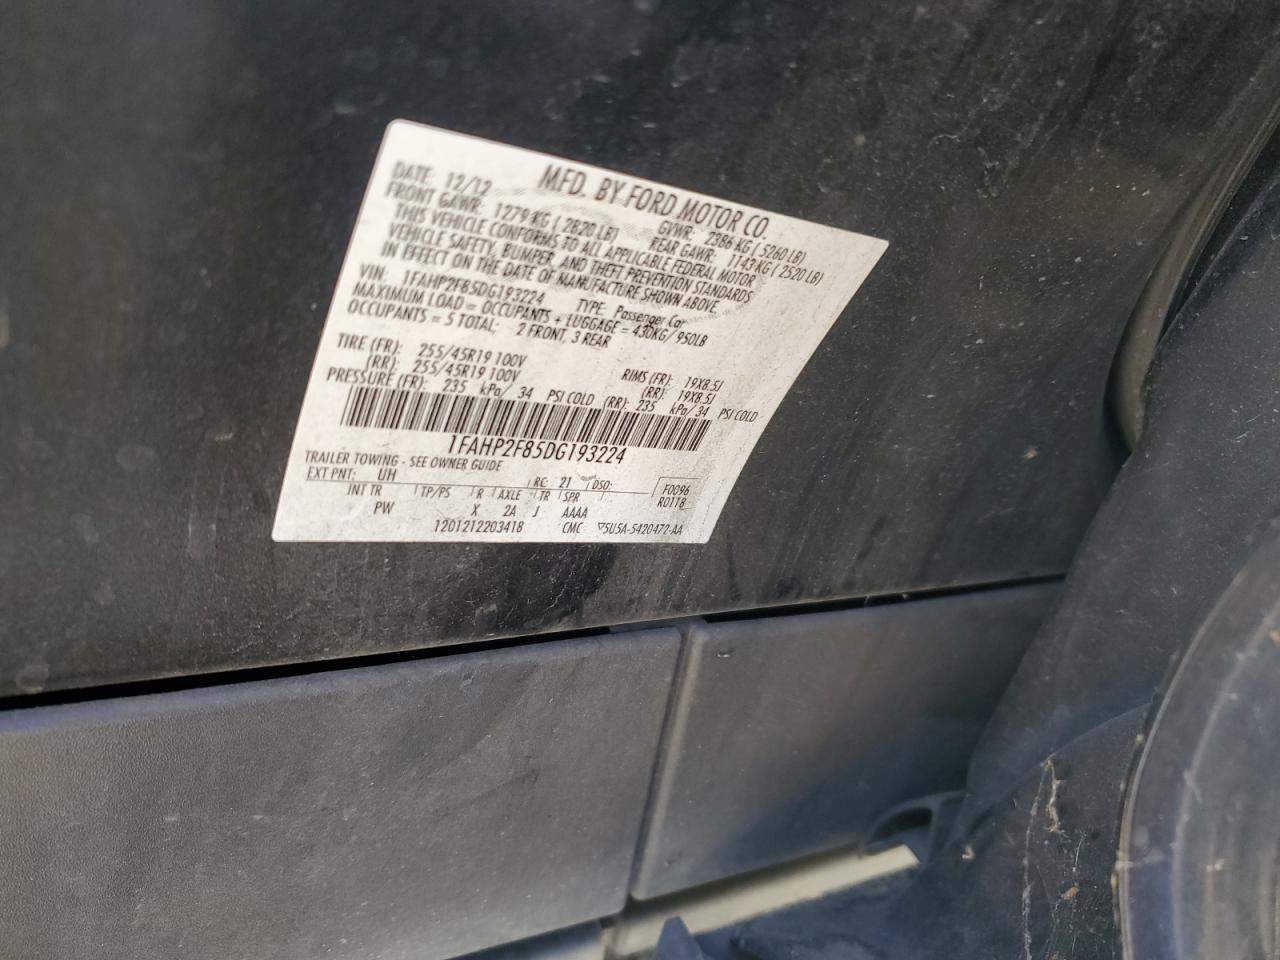 MFD. BY FORD MOTOR CO.
DATE: 12/12 GVWR: 2386 KG ( 5260 LB)
FRONT GAWR: 1279 KG ( 2820 LB) REAR GAWR: 1143 KG ( 2520 LB)
THIS VEHICLE CONFORMS TO ALL APPLICABLE FEDERAL MOTOR
VEHICLE SAFETY, BUMPER, AND THEFT PREVENTION STANDARDS
IN EFFECT ON THE DATE OF MANUFACTURE SHOWN ABOVE.
VIN: 1FAHP2F85DG193224 TYPE: Passenger Car
MAXIMUM LOAD = OCCUPANTS + LUGGAGE = 430KG/ 950LB
OCCUPANTS = 5 TOTAL: 2 FRONT, 3 REAR
TIRE (FR): 255/45R19 100V RIMS (FR): 19X8.5J
(RR): 255/45R19 100V (RR): 19X8.5J
PRESSURE (FR): 235 kPa/ 34 PSI COLD (RR): 235 kPa/ 34 PSI COLD
1FAHP2F85DG193224
TRAILER TOWING - SEE OWNER GUIDE
EXT PNT: UH RC: 21 DSO: F0096
INT TR TP/PS R AXLE TR SPR R0118
PW X 2A J AAAA
1201212203418 CMC ▽5U5A-5420472-AA